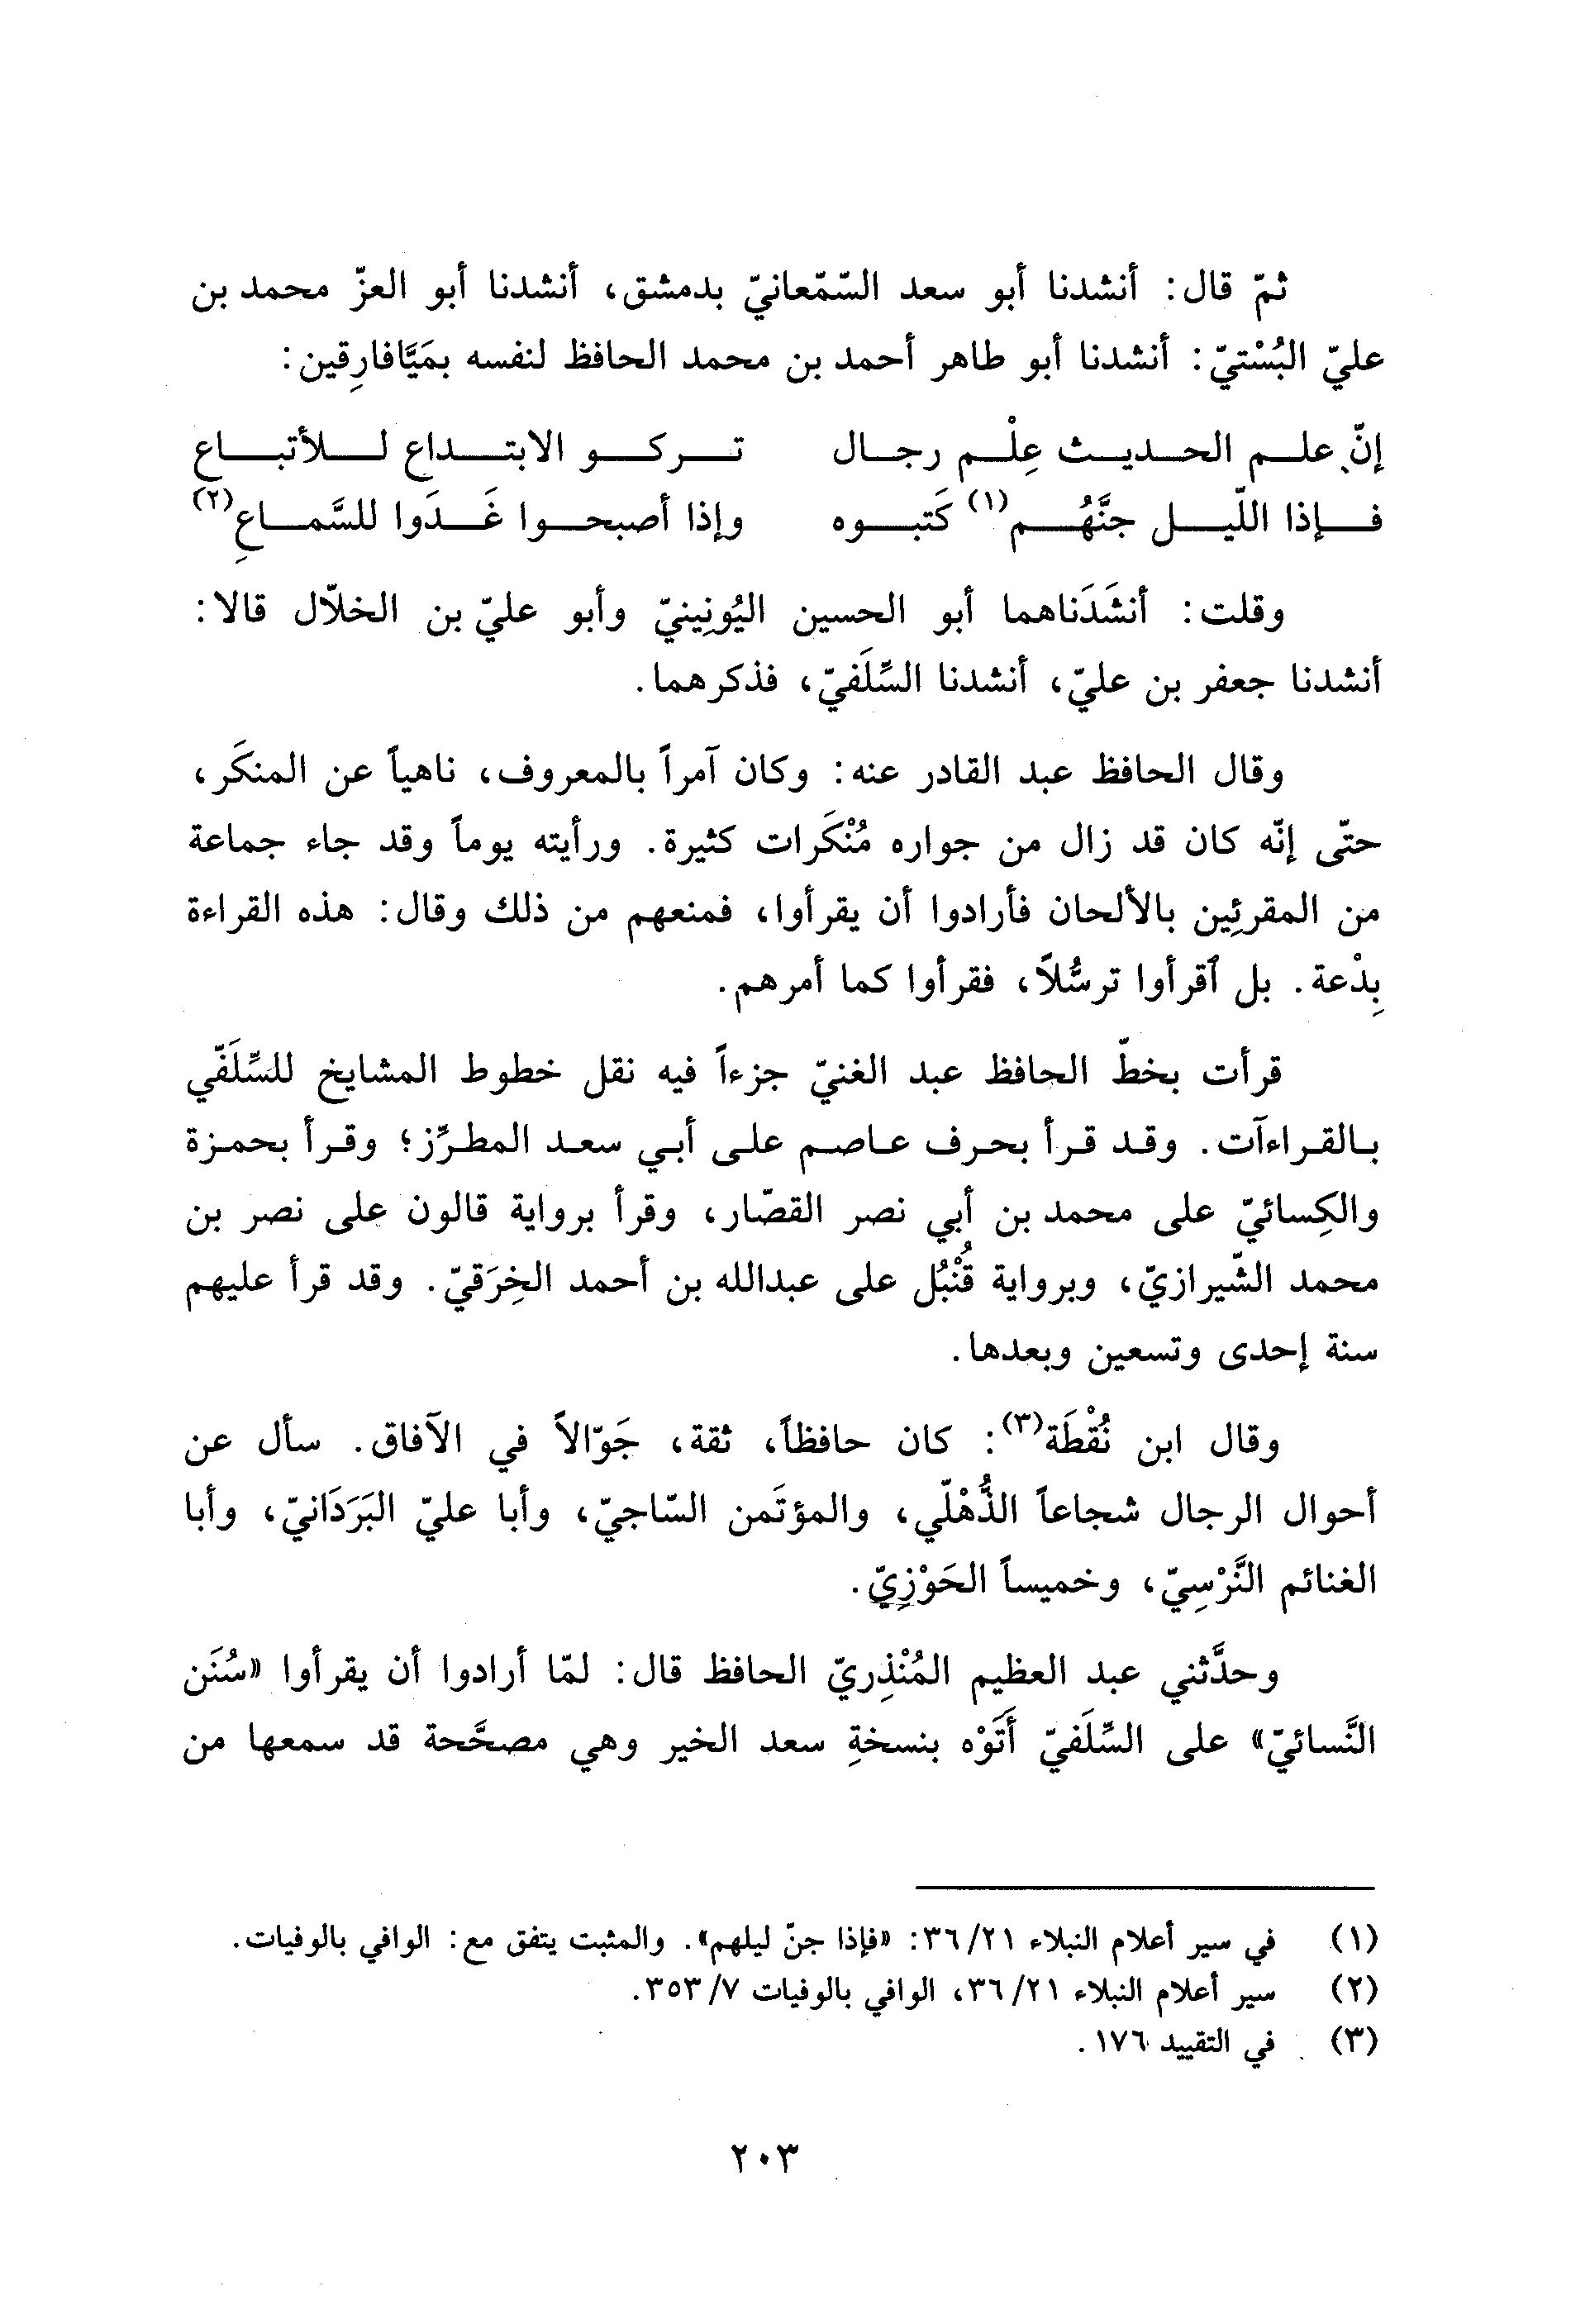 ثمّ قال: أنشدنا أبو سعد السّمّعانيّ بدمشق، أنشدنا أبو العزّ محمد بن
عليّ البُسْتيّ: أنشدنا أبو طاهر أحمد بن محمد الحافظ لنفسه بمَيَّافارِقين:
إنّ علم الحديث عِلْم رجال تركو الابتداع للأتباع
فإذا اللّيل جنَّهُم(١) كَتبوه وإذا أصبحوا غَدَوا للسَّماعِ(٢)
وقلت: أنشَدَناهما أبو الحسين اليُونِينيّ وأبو عليّ بن الخلاّل قالا:
أنشدنا جعفر بن عليّ، أنشدنا السِّلَفيّ، فذكرهما.
وقال الحافظ عبد القادر عنه: وكان آمراً بالمعروف، ناهياً عن المنكَر،
حتّى إنّه كان قد زال من جواره مُنْكَرات كثيرة. ورأيته يوماً وقد جاء جماعة
من المقرئِين بالألحان فأرادوا أن يقرأوا، فمنعهم من ذلك وقال: هذه القراءة
بِدْعة. بل ٱقرأوا ترسُّلاً، فقرأوا كما أمرهم.
قرأت بخطّ الحافظ عبد الغنيّ جزءاً فيه نقل خطوط المشايخ للسِّلَفّي
بالقراءآت. وقد قرأ بحرف عاصم على أبي سعد المطرِّز؛ وقرأ بحمزة
والكِسائيّ على محمد بن أبي نصر القصّار، وقرأ برواية قالون على نصر بن
محمد الشّيرازيّ، وبرواية قُنْبُل على عبدالله بن أحمد الخِرَقيّ. وقد قرأ عليهم
سنة إحدى وتسعين وبعدها.
وقال ابن نُقْطَة(٣): كان حافظاً، ثقة، جَوّالاً في الآفاق. سأل عن
أحوال الرجال شجاعاً الذُّهْلّي، والمؤتَمن السّاجيّ، وأبا عليّ البَرَدَانيّ، وأبا
الغنائم النَّرْسِيّ، وخميساً الحَوْزِيّ.
وحدَّثني عبد العظيم المُنْذِريّ الحافظ قال: لمّا أرادوا أن يقرأوا «سُنَن
النَّسائيّ» على السِّلَفيّ أَتَوْه بنسخةِ سعد الخير وهي مصحَّحة قد سمعها من
(١) في سير أعلام النبلاء ٣٦/٢١: «فإذا جنّ ليلهم». والمثبت يتفق مع: الوافي بالوفيات.
(٢) سير أعلام النبلاء ٣٦/٢١، الوافي بالوفيات ٣٥٣/٧.
(٣) في التقييد ١٧٦.
٢٠٣